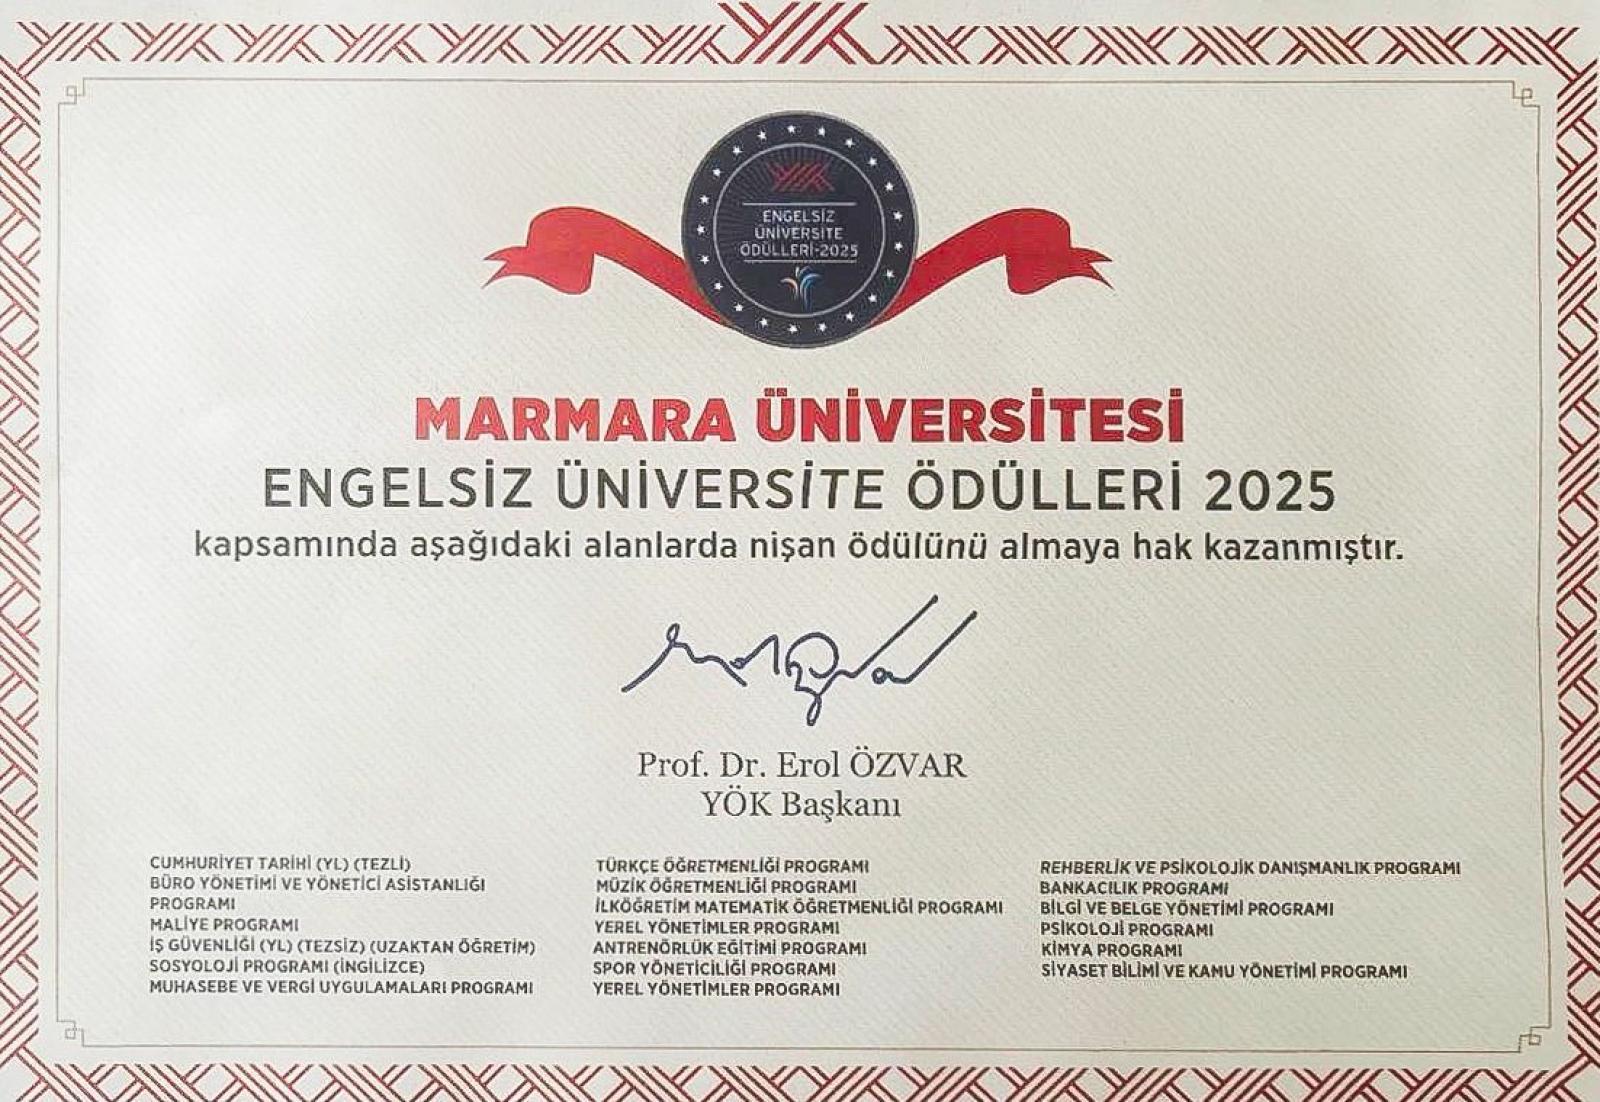 ENGELSİZ
ÜNİVERSİTE
ÖDÜLLERİ-2025
MARMARA ÜNİVERSİTESİ
ENGELSİZ ÜNİVERSİTE ÖDÜLLERİ 2025
kapsamında aşağıdaki alanlarda nişan ödülünü almaya hak kazanmıştır.
Prof. Dr. Erol ÖZVAR
YÖK Başkanı
CUMHURİYET TARİHİ (YL) (TEZLİ)
BÜRO YÖNETİMİ VE YÖNETİCİ ASİSTANLIĞI
PROGRAMI
MALİYE PROGRAMI
İŞ GÜVENLİĞİ (YL) (TEZSİZ) (UZAKTAN ÖĞRETİM)
SOSYOLOJİ PROGRAMI (İNGİLİZCE)
MUHASEBE VE VERGİ UYGULAMALARI PROGRAMI
TÜRKÇE ÖĞRETMENLİĞİ PROGRAMI
MÜZİK ÖĞRETMENLİĞİ PROGRAMI
İLKÖĞRETİM MATEMATİK ÖĞRETMENLİĞİ PROGRAMI
YEREL YÖNETİMLER PROGRAMI
ANTRENÖRLÜK EĞİTİMİ PROGRAMI
SPOR YÖNETİCİLİĞİ PROGRAMI
YEREL YÖNETİMLER PROGRAMI
REHBERLİK VE PSİKOLOJİK DANIŞMANLIK PROGRAMI
BANKACILIK PROGRAMI
BİLGİ VE BELGE YÖNETİMİ PROGRAMI
PSİKOLOJİ PROGRAMI
KİMYA PROGRAMI
SİYASET BİLİMİ VE KAMU YÖNETİMİ PROGRAMI